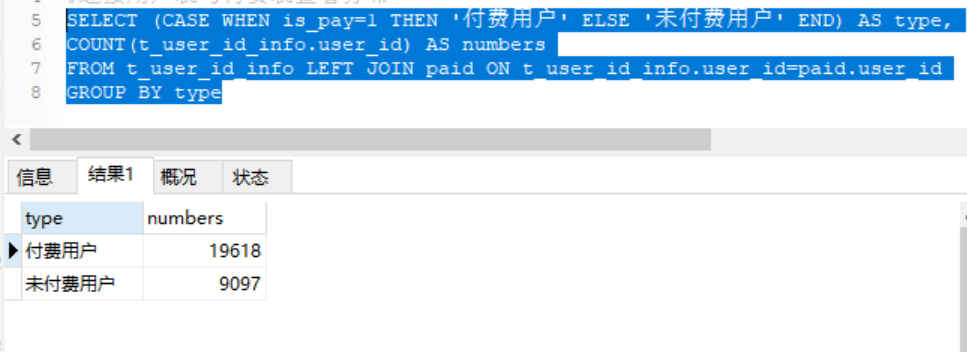 5 SELECT (CASE WHEN is_pay=1 THEN '付费用户' ELSE '未付费用户' END) AS type,
6 COUNT(t_user_id_info.user_id) AS numbers
7 FROM t_user_id_info LEFT JOIN paid ON t_user_id_info.user_id=paid.user_id
8 GROUP BY type
信息 结果1 概况 状态
type numbers
付费用户 19618
未付费用户 9097